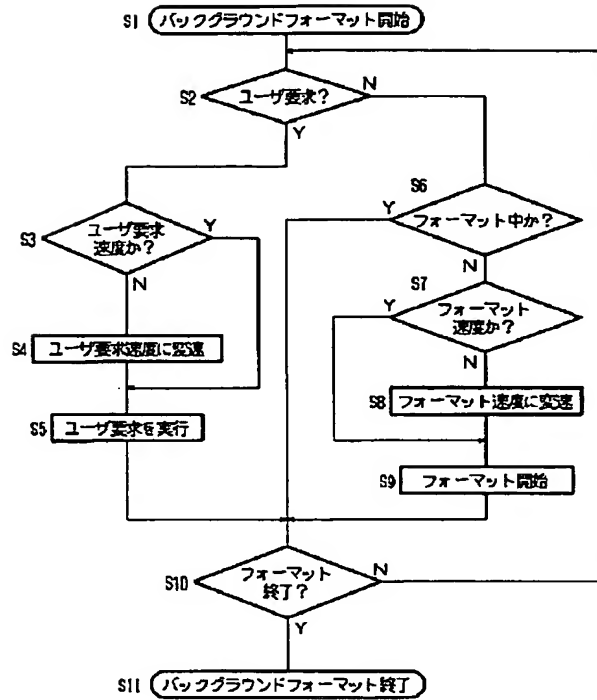 S1 バックグラウンドフォーマット開始
S2 ユーザ要求?
N
Y
S6
フォーマット中か?
Y
N
S3
ユーザ要求
速度か?
Y
N
S7
フォーマット
速度か?
Y
N
S4 ユーザ要求速度に変速
S8 フォーマット速度に変速
S5 ユーザ要求を実行
S9 フォーマット開始
S10
フォーマット
終了?
N
Y
S11 バックグラウンドフォーマット終了